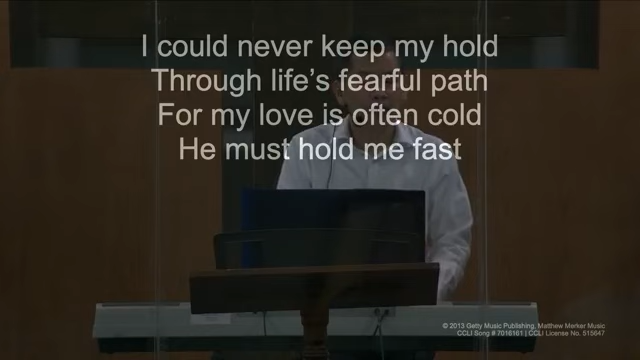 I could never keep my hold
Through life’s fearful path
For my love is often cold
He must hold me fast
© 2013 Getty Music Publishing, Matthew Merker Music
CCLI Song # 7016161 | CCLI License No. 515647